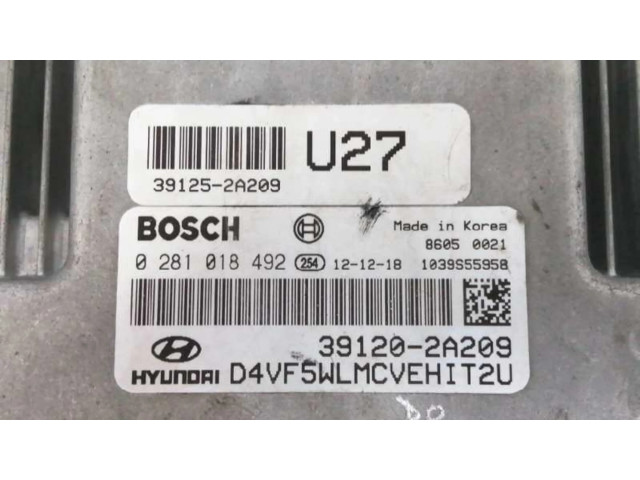 U27
39125-2A209
BOSCH Made in Korea
8605 0021
0 281 018 492 254 12-12-18 1039S55958
39120-2A209
HYUNDAI D4VF5WLMCVEHIT2U